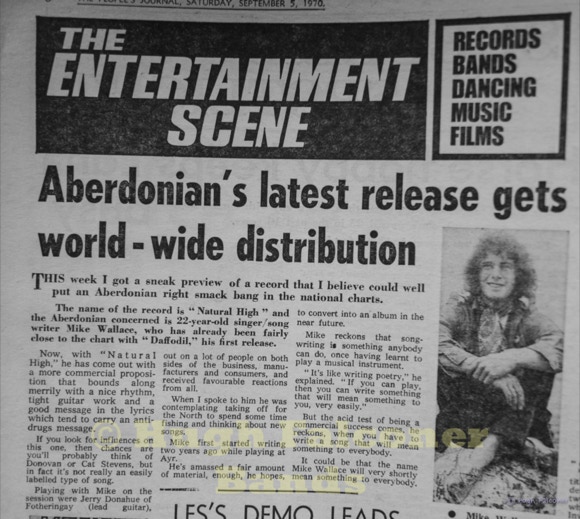 THE PEOPLE'S JOURNAL, SATURDAY, SEPTEMBER 5, 1970.
THE
ENTERTAINMENT
SCENE
RECORDS
BANDS
DANCING
MUSIC
FILMS
Aberdonian's latest release gets
world - wide distribution
THIS week I got a sneak preview of a record that I believe could well
put an Aberdonian right smack bang in the national charts.
The name of the record is "Natural High" and
the Aberdonian concerned is 22-year-old singer/song
writer Mike Wallace, who has already been fairly
close to the chart with "Daffodil," his first release.
Now, with "Natural
High," he has come out with
a more commercial proposi-
tion that bounds along
merrily with a nice rhythm,
tight guitar work and a
good message in the lyrics
which tend to convey an anti-
drugs message.
If you look for influences on
this one, then chances are
you'll probably think of
Donovan or Cat Stevens, but
in fact it's not really an easily
labelled type of song.
Playing with Mike on the
session were Jerry Donahue of
Fotheringay (lead guitar),
out on a lot of people on both
sides of the business, manu-
facturers and consumers, and
received favourable reactions
from all.
When I spoke to him he was
contemplating taking off for
the North to spend some time
fishing and thinking about new
songs.
Mike first started writing
two years ago while playing at
Ayr.
He's amassed a fair amount
of material, enough, he hopes,
to convert into an album in the
near future.
Mike reckons that song-
writing is something anybody
can do, once having learnt to
play a musical instrument.
"It's like writing poetry," he
explained. "If you can play,
then you can write something
that will mean something to
you, very easily."
But the acid test of being a
commercial success comes, he
reckons, when you have to
write a song that will mean
something to everybody.
It could be that the name
Mike Wallace will very shortly
mean something to everybody.
LES'S DEMO LEADS
● Mike
© Hugh
Bands